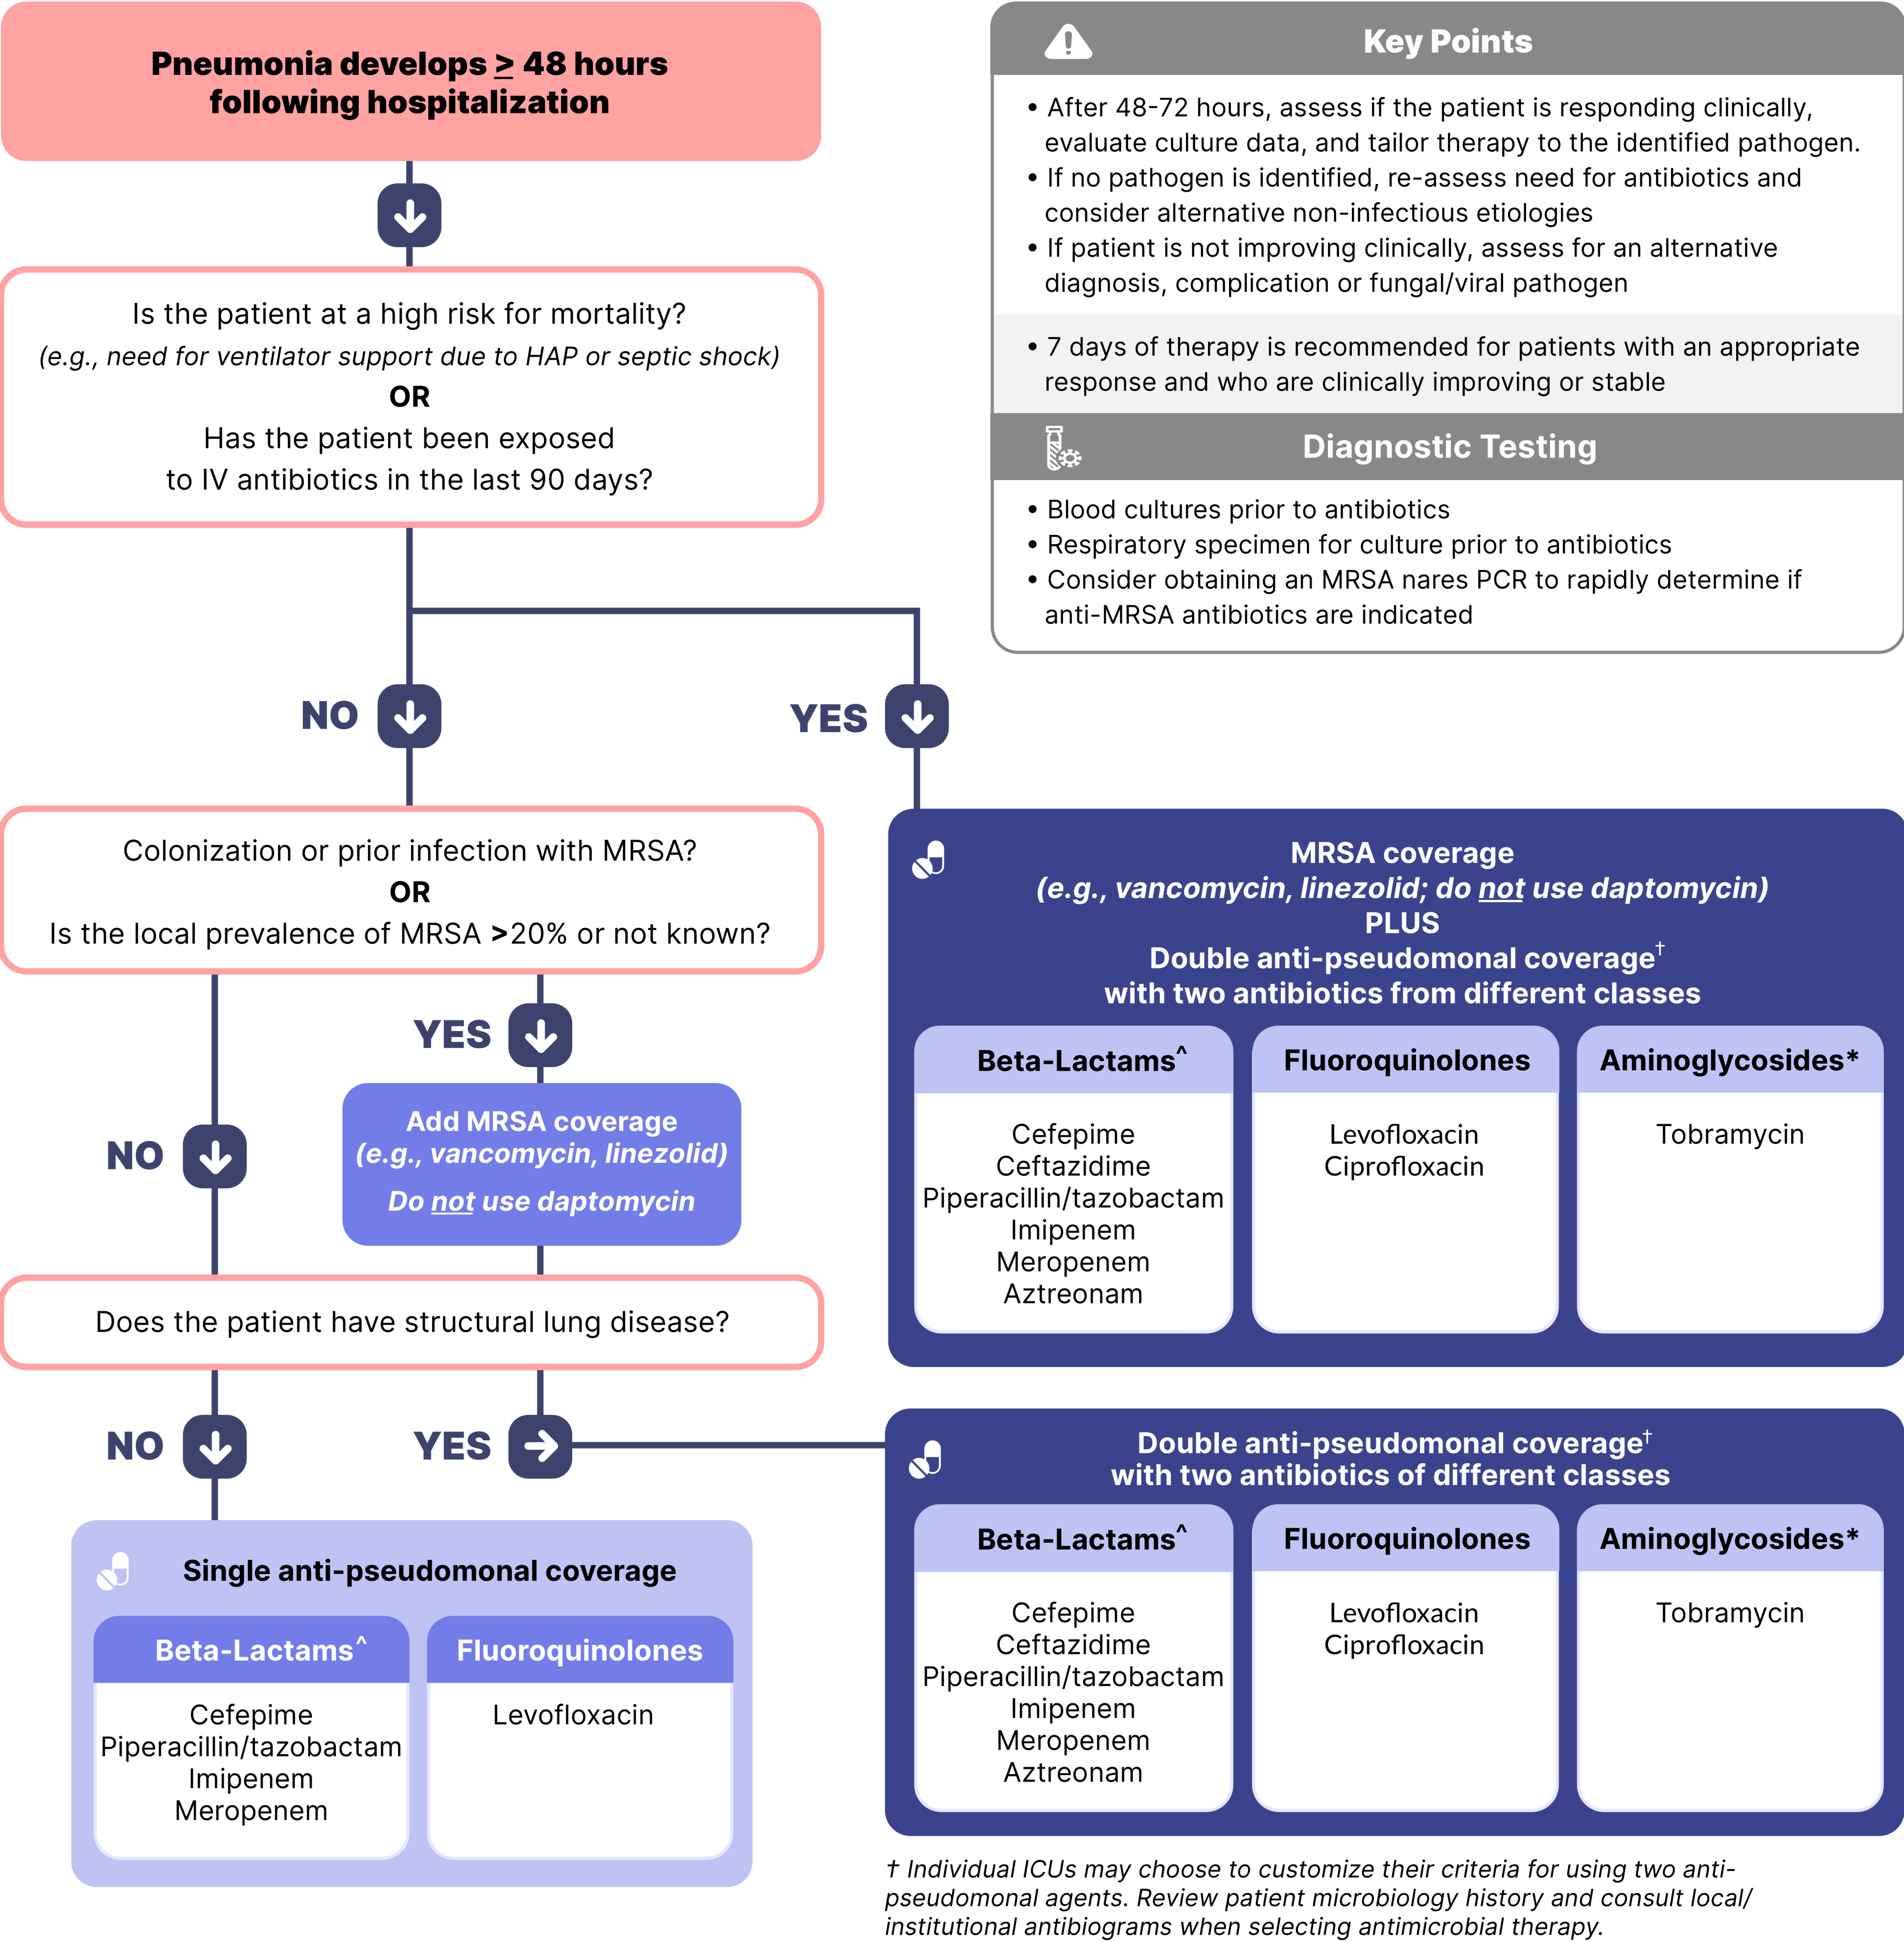 Pneumonia develops ≥ 48 hours
following hospitalization
Is the patient at a high risk for mortality?
(e.g., need for ventilator support due to HAP or septic shock)
OR
Has the patient been exposed
to IV antibiotics in the last 90 days?
NO
YES
Colonization or prior infection with MRSA?
OR
Is the local prevalence of MRSA >20% or not known?
YES
NO
Add MRSA coverage
(e.g., vancomycin, linezolid)
Do not use daptomycin
Does the patient have structural lung disease?
NO
YES
Single anti-pseudomonal coverage
Beta-Lactams^
Cefepime
Piperacillin/tazobactam
Imipenem
Meropenem
Fluoroquinolones
Levofloxacin
Key Points
• After 48-72 hours, assess if the patient is responding clinically,
evaluate culture data, and tailor therapy to the identified pathogen.
• If no pathogen is identified, re-assess need for antibiotics and
consider alternative non-infectious etiologies
• If patient is not improving clinically, assess for an alternative
diagnosis, complication or fungal/viral pathogen
• 7 days of therapy is recommended for patients with an appropriate
response and who are clinically improving or stable
Diagnostic Testing
• Blood cultures prior to antibiotics
• Respiratory specimen for culture prior to antibiotics
• Consider obtaining an MRSA nares PCR to rapidly determine if
anti-MRSA antibiotics are indicated
MRSA coverage
(e.g., vancomycin, linezolid; do not use daptomycin)
PLUS
Double anti-pseudomonal coverage†
with two antibiotics from different classes
Beta-Lactams^
Cefepime
Ceftazidime
Piperacillin/tazobactam
Imipenem
Meropenem
Aztreonam
Fluoroquinolones
Levofloxacin
Ciprofloxacin
Aminoglycosides*
Tobramycin
Double anti-pseudomonal coverage†
with two antibiotics of different classes
Beta-Lactams^
Cefepime
Ceftazidime
Piperacillin/tazobactam
Imipenem
Meropenem
Aztreonam
Fluoroquinolones
Levofloxacin
Ciprofloxacin
Aminoglycosides*
Tobramycin
† Individual ICUs may choose to customize their criteria for using two anti-
pseudomonal agents. Review patient microbiology history and consult local/
institutional antibiograms when selecting antimicrobial therapy.